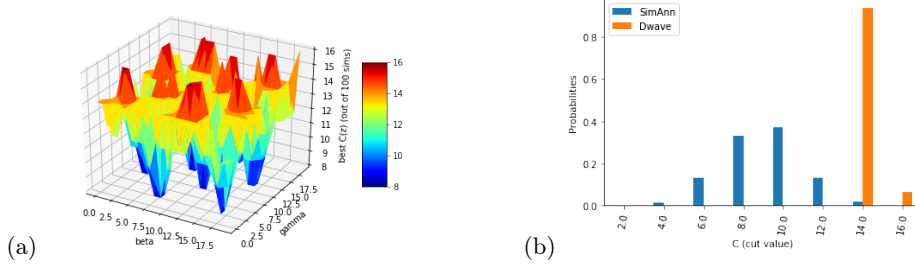 (a)
16
15
14
13
12
11
10
9
8
best C(z) (out of 100 sims)
0.0 2.5 5.0 7.5 10.0 12.5 15.0 17.5
beta
0.0 2.5 5.0 7.5 10.0 12.5 15.0 17.5
gamma
16
14
12
10
8
(b)
SimAnn
Dwave
Probabilities
0.8
0.6
0.4
0.2
0.0
2.0 4.0 6.0 8.0 10.0 12.0 14.0 16.0
C (cut value)